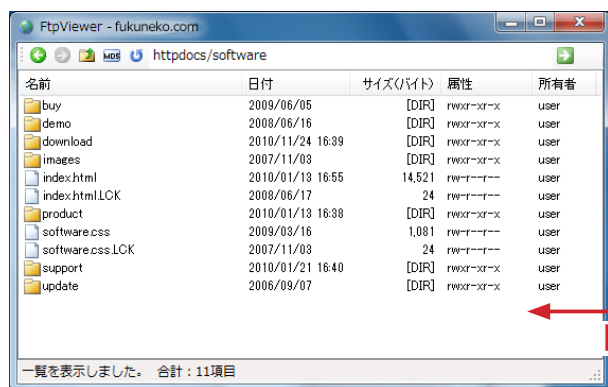 FtpViewer - fukuneko.com
MD5 httpdocs/software
名前 日付 サイズ(バイト) 属性 所有者
buy 2009/06/05 [DIR] rwxr-xr-x user
demo 2008/06/16 [DIR] rwxr-xr-x user
download 2010/11/24 16:39 [DIR] rwxr-xr-x user
images 2007/11/03 [DIR] rwxr-xr-x user
index.html 2010/01/13 16:55 14,521 rw-r--r-- user
index.html.LCK 2008/06/17 24 rw-r--r-- user
product 2010/01/13 16:38 [DIR] rwxr-xr-x user
software.css 2009/03/16 1,081 rw-r--r-- user
software.css.LCK 2007/11/03 24 rw-r--r-- user
support 2010/01/21 16:40 [DIR] rwxr-xr-x user
update 2006/09/07 [DIR] rwxr-xr-x user
一覧を表示しました。 合計：11項目